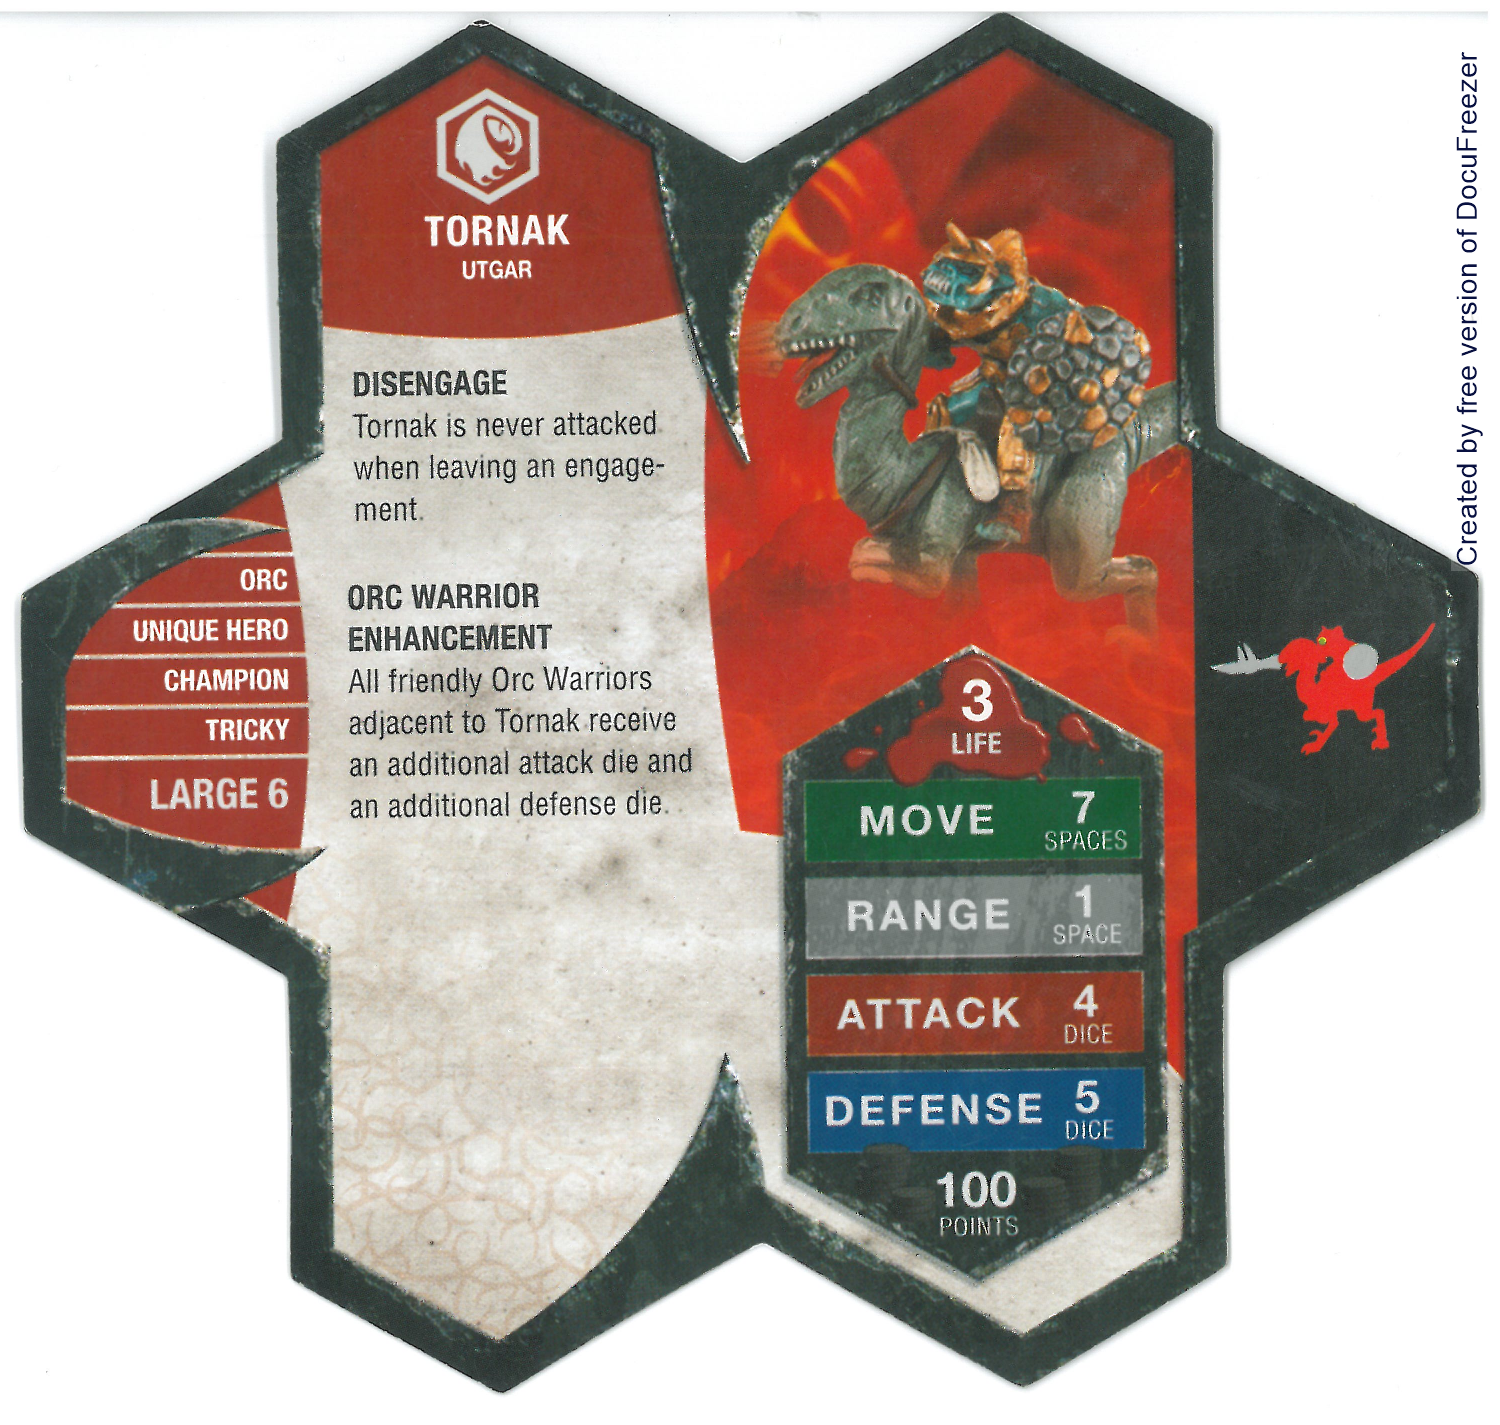 TORNAK
UTGAR
DISENGAGE
Tornak is never attacked
when leaving an engage-
ment.
ORC WARRIOR
ENHANCEMENT
All friendly Orc Warriors
adjacent to Tornak receive
an additional attack die and
an additional defense die.
ORC
UNIQUE HERO
CHAMPION
TRICKY
LARGE 6
3
LIFE
MOVE 7
SPACES
RANGE 1
SPACE
ATTACK 4
DICE
DEFENSE 5
DICE
100
POINTS
Created by free version of DocuFreezer